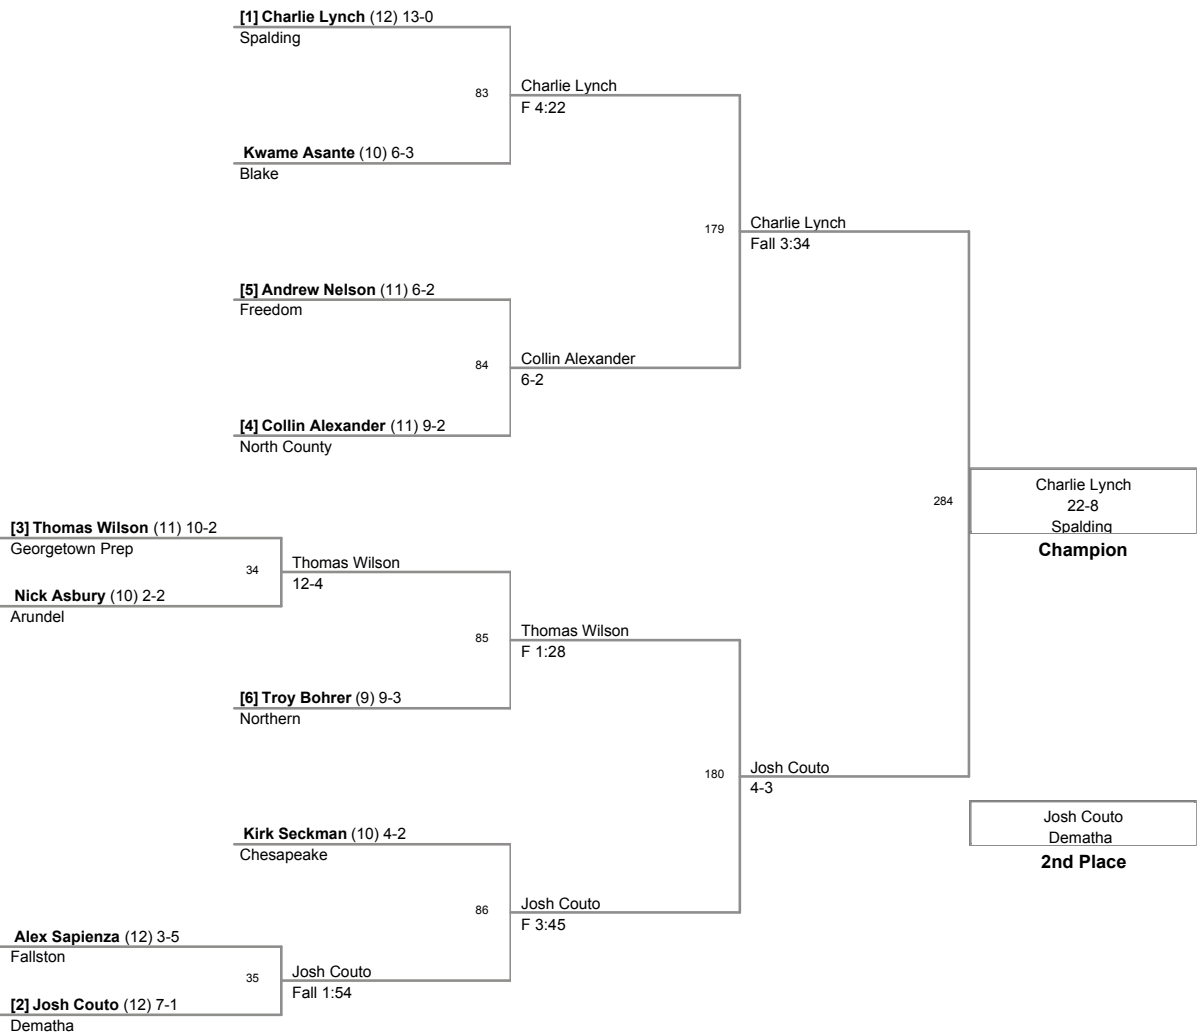 [1] Charlie Lynch (12) 13-0
Spalding
83
Charlie Lynch
F 4:22
Kwame Asante (10) 6-3
Blake
179
Charlie Lynch
Fall 3:34
[5] Andrew Nelson (11) 6-2
Freedom
84
Collin Alexander
6-2
[4] Collin Alexander (11) 9-2
North County
284
Charlie Lynch
22-8
Spalding
Champion
[3] Thomas Wilson (11) 10-2
Georgetown Prep
34
Thomas Wilson
12-4
Nick Asbury (10) 2-2
Arundel
85
Thomas Wilson
F 1:28
[6] Troy Bohrer (9) 9-3
Northern
180
Josh Couto
4-3
Josh Couto
Dematha
2nd Place
Kirk Seckman (10) 4-2
Chesapeake
86
Josh Couto
F 3:45
Alex Sapienza (12) 3-5
Fallston
35
Josh Couto
Fall 1:54
[2] Josh Couto (12) 7-1
Dematha